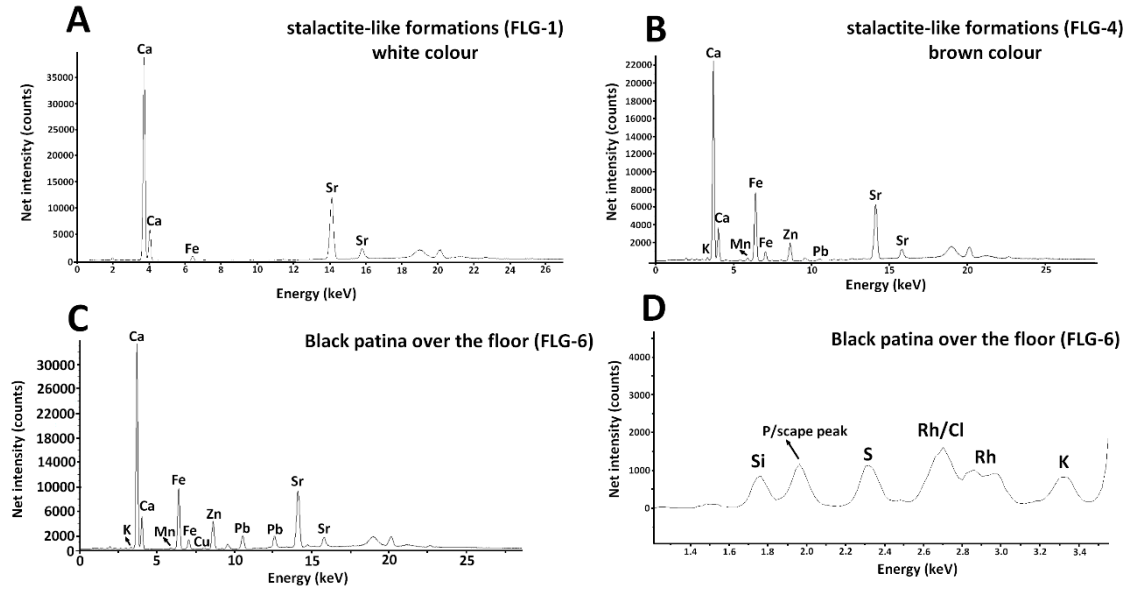 A
stalactite-like formations (FLG-1)
white colour
Net intensity (counts)
35000
30000
25000
20000
15000
10000
5000
0
Ca
Ca
Fe
Sr
Sr
0 2 4 6 8 10 12 14 16 18 20 22 24 26
Energy (keV)
B
stalactite-like formations (FLG-4)
brown colour
Net intensity (counts)
22000
20000
18000
16000
14000
12000
10000
8000
6000
4000
2000
Ca
K
Ca
Mn
Fe
Fe
Zn
Pb
Sr
Sr
0 5 10 15 20 25
Energy (keV)
C
Black patina over the floor (FLG-6)
Net intensity (counts)
30000
26000
22000
18000
14000
10000
6000
2000
0
Ca
K
Ca
Mn
Fe
Fe
Cu
Zn
Pb
Pb
Sr
Sr
0 5 10 15 20 25
Energy (keV)
D
Black patina over the floor (FLG-6)
Net intensity (counts)
4000
3000
2000
1000
0
Si
P/scape peak
S
Rh/Cl
Rh
K
1.4 1.6 1.8 2.0 2.2 2.4 2.6 2.8 3.0 3.2 3.4
Energy (keV)